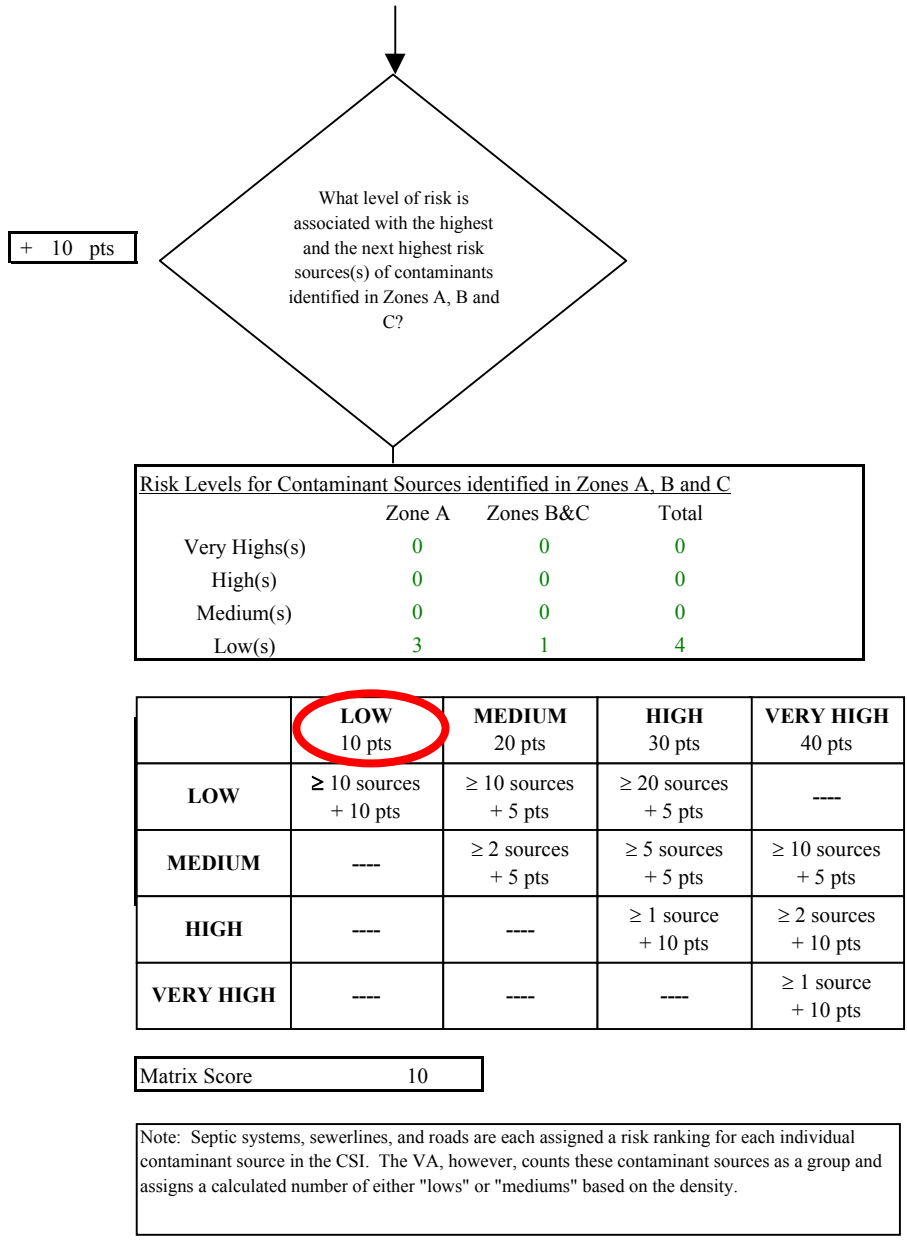 What level of risk is
associated with the highest
and the next highest risk
sources(s) of contaminants
identified in Zones A, B and
C?
+ 10 pts
Risk Levels for Contaminant Sources identified in Zones A, B and C
Zone A Zones B&C Total
Very Highs(s) 0 0 0
High(s) 0 0 0
Medium(s) 0 0 0
Low(s) 3 1 4
LOW MEDIUM HIGH VERY HIGH
10 pts 20 pts 30 pts 40 pts
LOW ≥ 10 sources ≥ 10 sources ≥ 20 sources ----
+ 10 pts + 5 pts + 5 pts
MEDIUM ---- ≥ 2 sources ≥ 5 sources ≥ 10 sources
+ 5 pts + 5 pts + 5 pts
HIGH ---- ---- ≥ 1 source ≥ 2 sources
+ 10 pts + 10 pts
VERY HIGH ---- ---- ---- ≥ 1 source
+ 10 pts
Matrix Score 10
Note: Septic systems, sewerlines, and roads are each assigned a risk ranking for each individual
contaminant source in the CSI. The VA, however, counts these contaminant sources as a group and
assigns a calculated number of either "lows" or "mediums" based on the density.